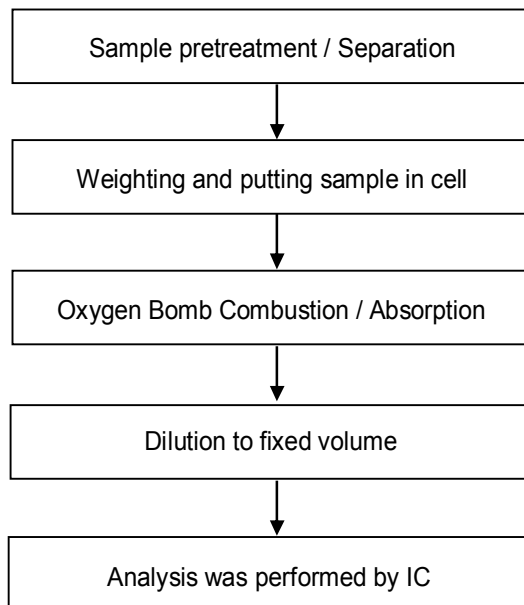 Sample pretreatment / Separation
Weighting and putting sample in cell
Oxygen Bomb Combustion / Absorption
Dilution to fixed volume
Analysis was performed by IC